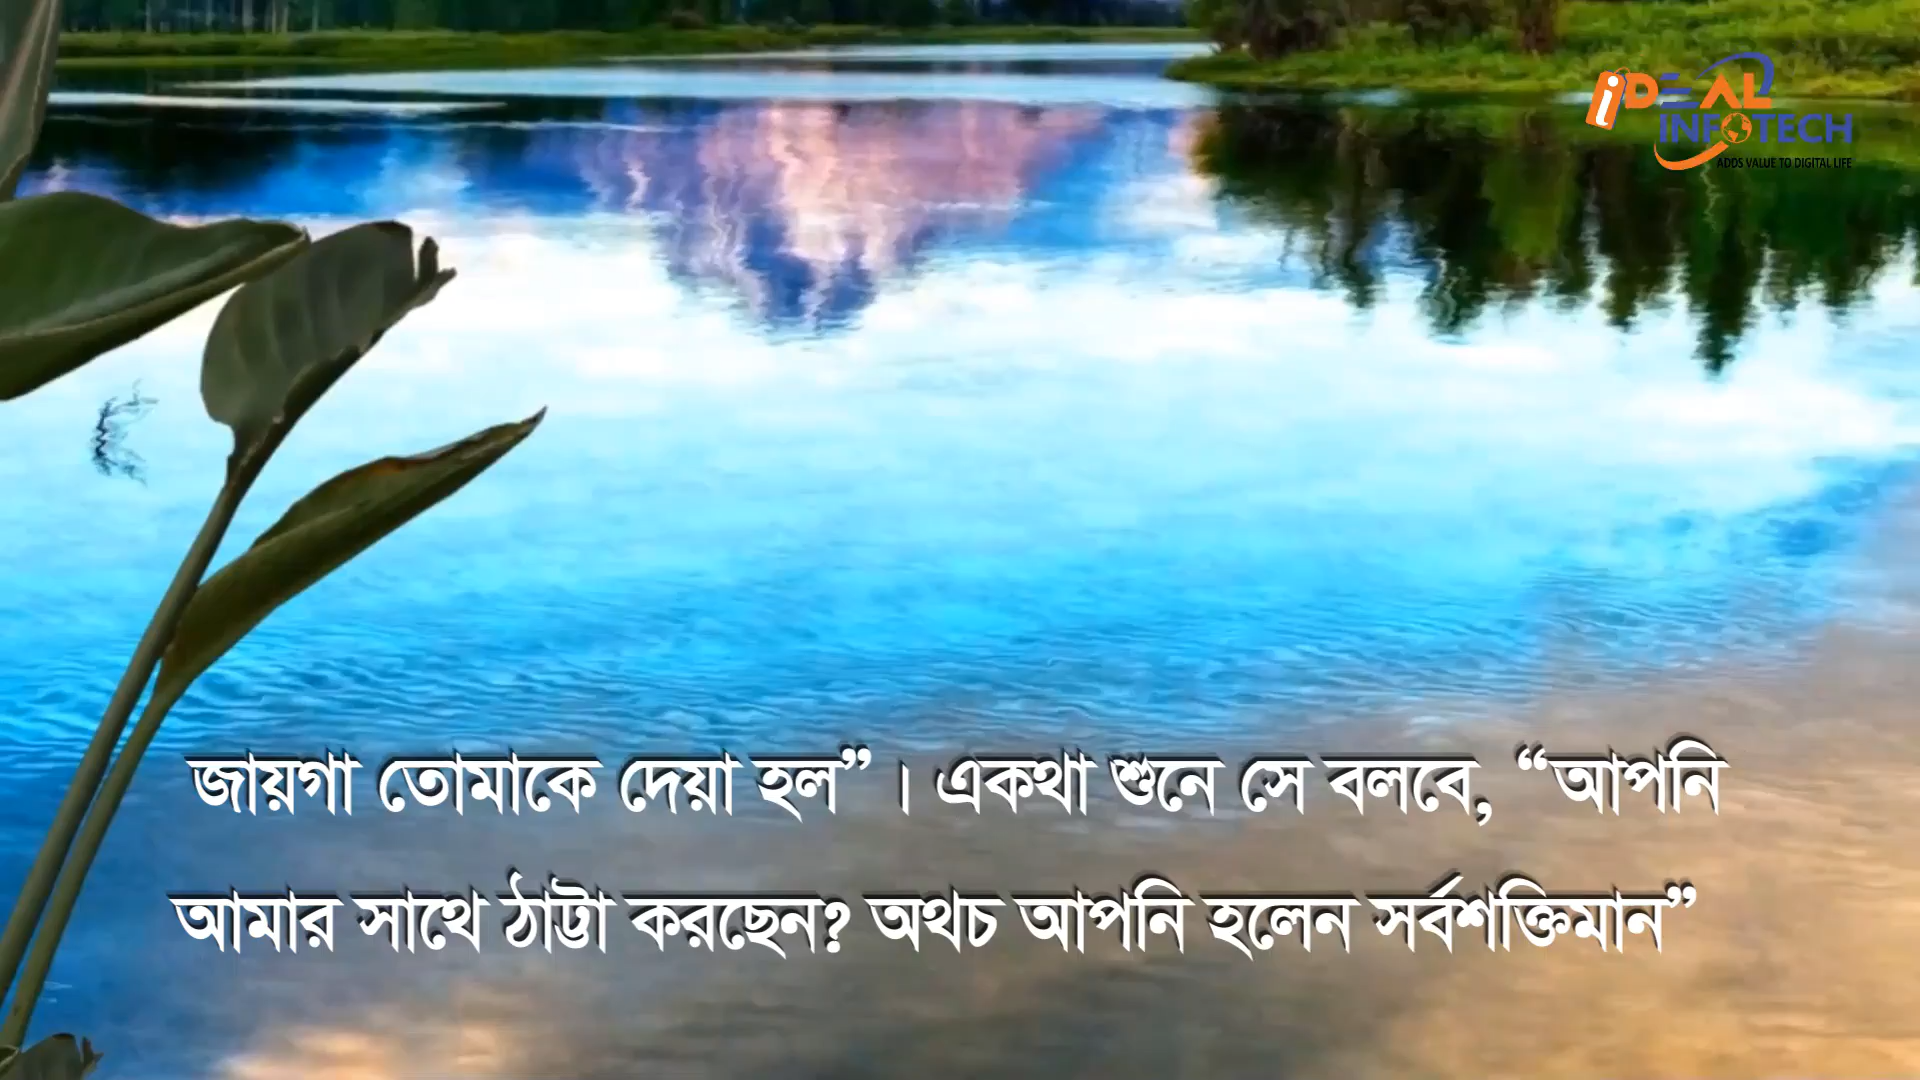 iDEAL
INFOTECH
ADDS VALUE TO DIGITAL LIFE
জায়গা তোমাকে দেয়া হল” । একথা শুনে সে বলবে, “আপনি
আমার সাথে ঠাট্টা করছেন? অথচ আপনি হলেন সর্বশক্তিমান”